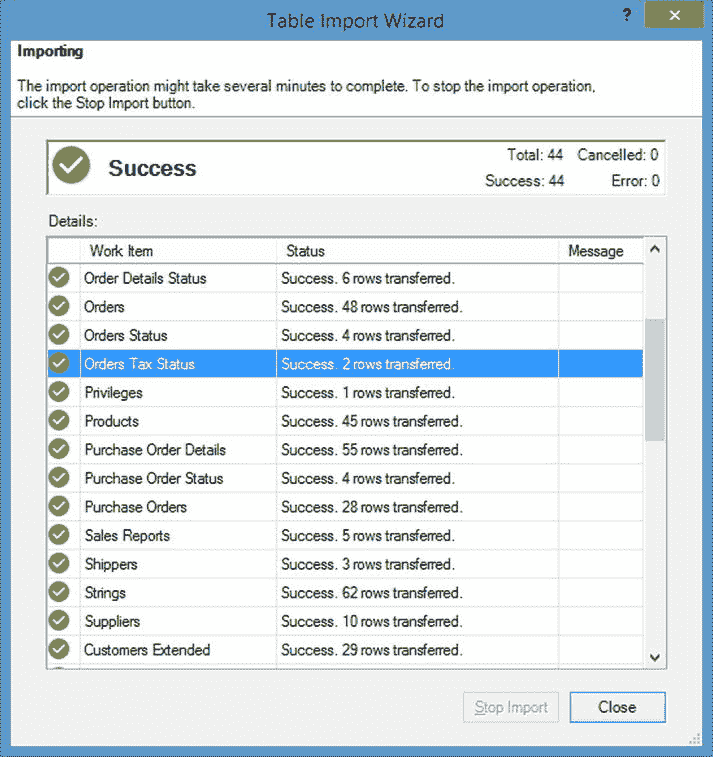 Table Import Wizard
?
Importing
The import operation might take several minutes to complete. To stop the import operation,
click the Stop Import button.
Success
Total: 44 Cancelled: 0
Success: 44 Error: 0
Details:
Work Item Status Message
Order Details Status Success. 6 rows transferred.
Orders Success. 48 rows transferred.
Orders Status Success. 4 rows transferred.
Orders Tax Status Success. 2 rows transferred.
Privileges Success. 1 rows transferred.
Products Success. 45 rows transferred.
Purchase Order Details Success. 55 rows transferred.
Purchase Order Status Success. 4 rows transferred.
Purchase Orders Success. 28 rows transferred.
Sales Reports Success. 5 rows transferred.
Shippers Success. 3 rows transferred.
Strings Success. 62 rows transferred.
Suppliers Success. 10 rows transferred.
Customers Extended Success. 29 rows transferred.
Stop Import Close